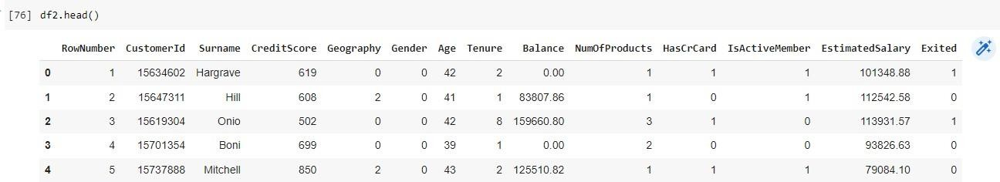 [76] df2.head()
RowNumber CustomerId Surname CreditScore Geography Gender Age Tenure Balance NumOfProducts HasCrCard IsActiveMember EstimatedSalary Exited
0 1 15634602 Hargrave 619 0 0 42 2 0.00 1 1 1 101348.88 1
1 2 15647311 Hill 608 2 0 41 1 83807.86 1 0 1 112542.58 0
2 3 15619304 Onio 502 0 0 42 8 159660.80 3 1 0 113931.57 1
3 4 15701354 Boni 699 0 0 39 1 0.00 2 0 0 93826.63 0
4 5 15737888 Mitchell 850 2 0 43 2 125510.82 1 1 1 79084.10 0